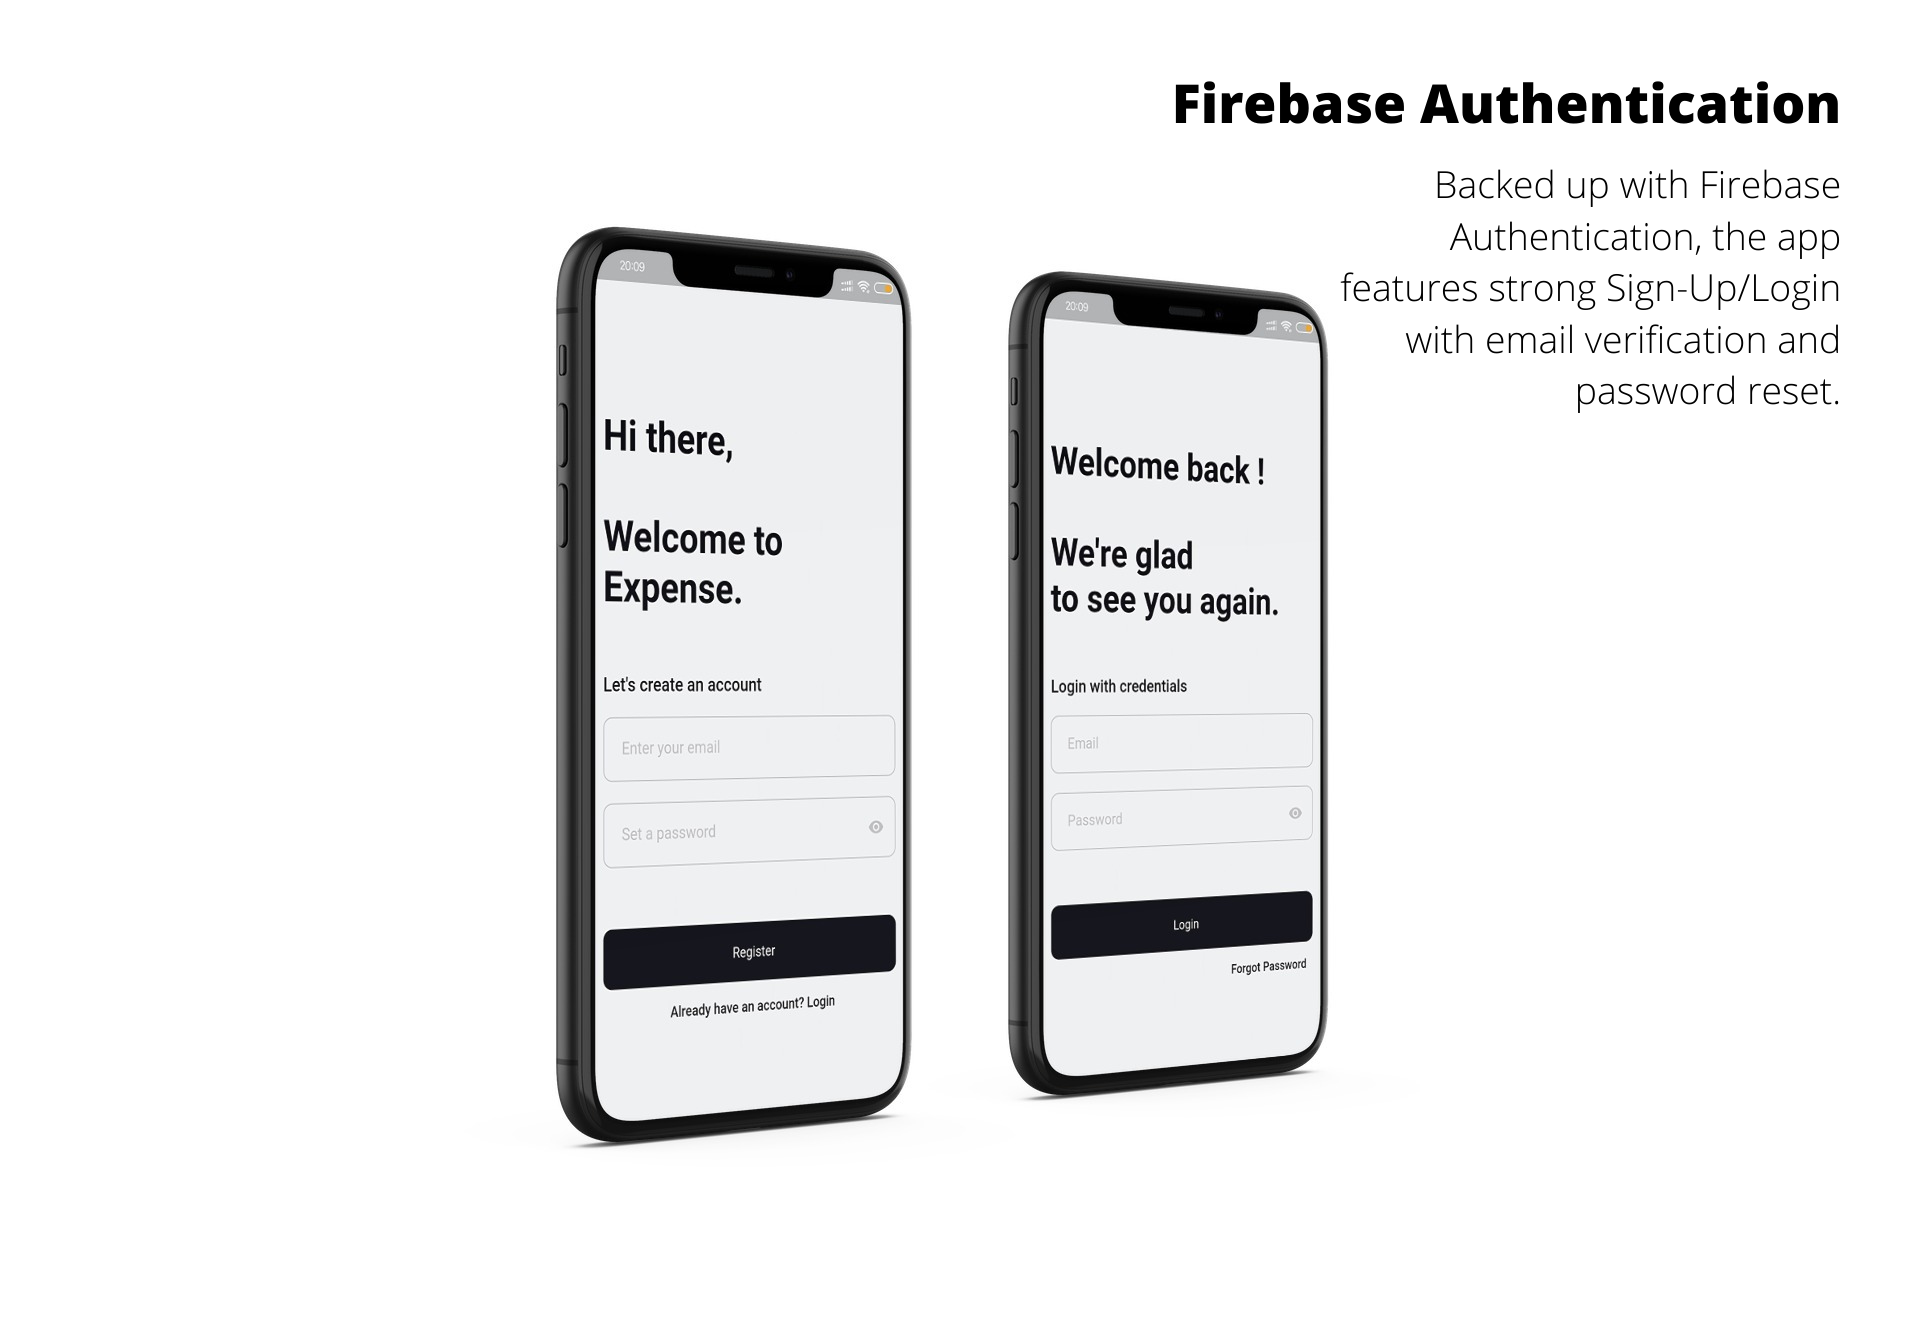 Firebase Authentication
Backed up with Firebase
Authentication, the app
features strong Sign-Up/Login
with email verification and
password reset.
20:09
Hi there,
Welcome to
Expense.
Let's create an account
Enter your email
Set a password
Register
Already have an account? Login
20:09
Welcome back !
We're glad
to see you again.
Login with credentials
Email
Password
Login
Forgot Password